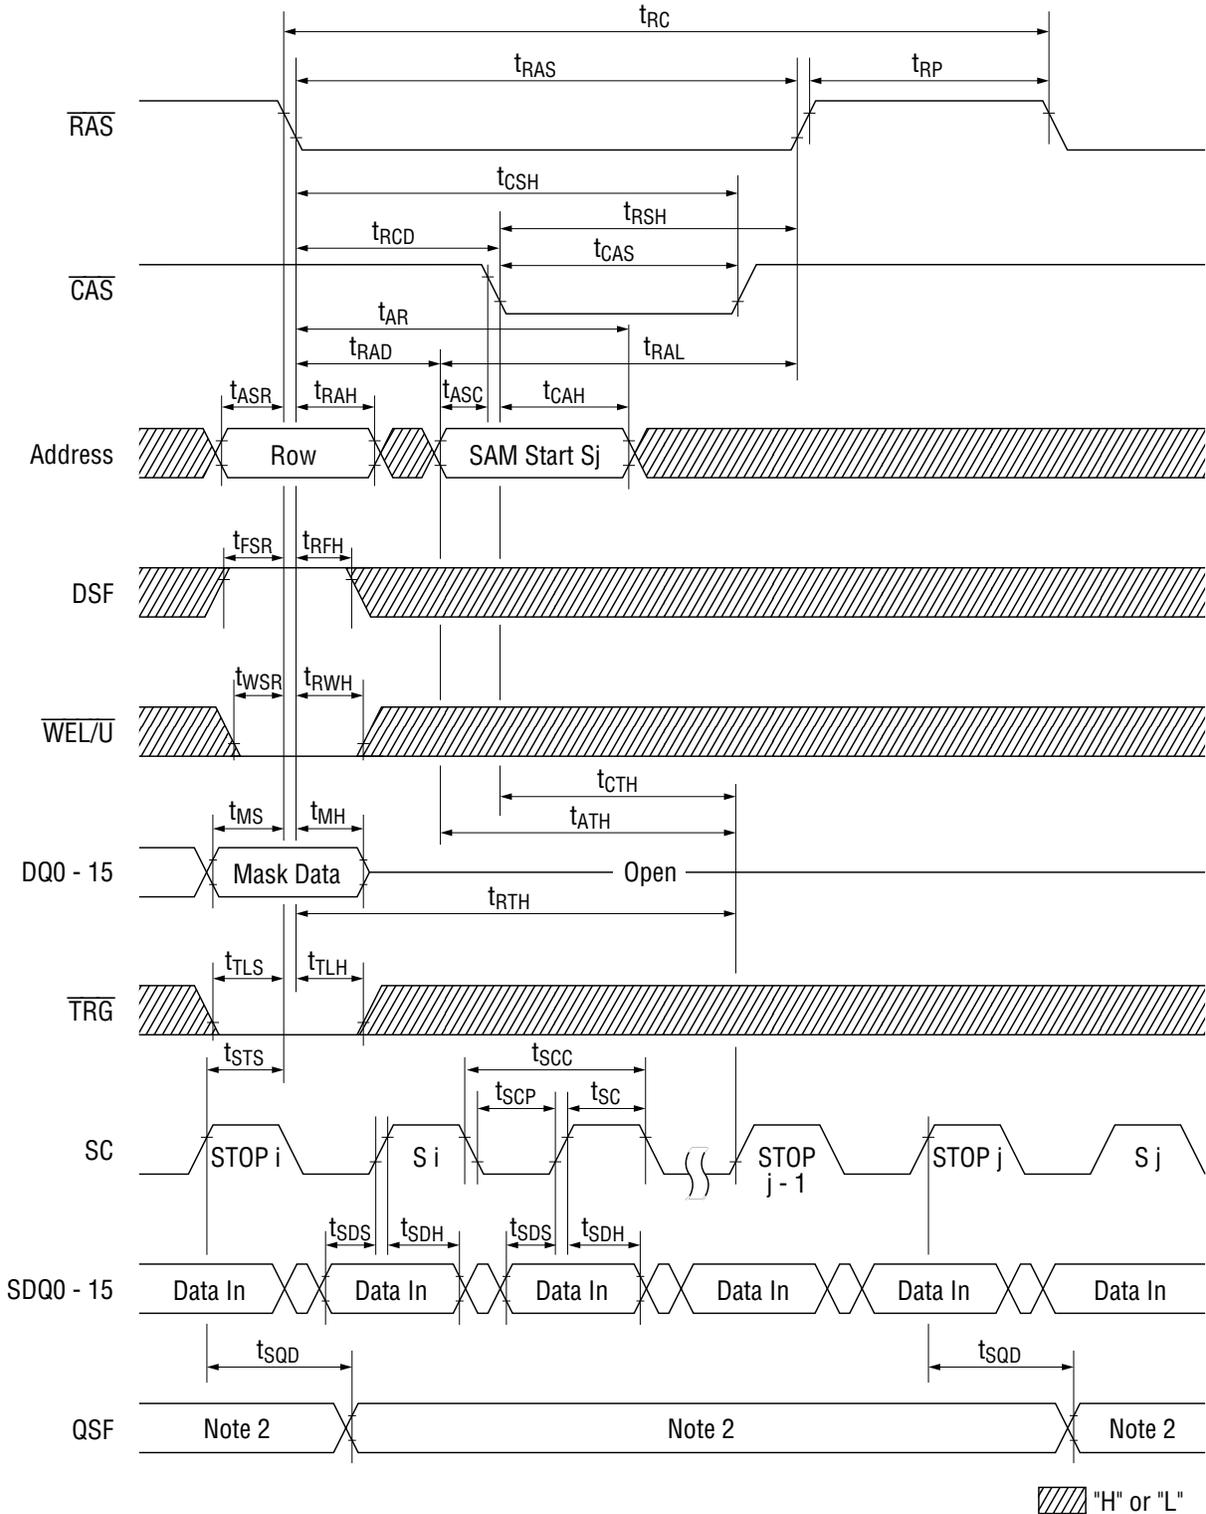 tRC
tRAS
tRP
RAS
tCSH
tRSH
tRCD
tCAS
CAS
tAR
tRAD
tRAL
tASR
tRAH
tASC
tCAH
Address
Row
SAM Start Sj
tFSR
tRFH
DSF
tWSR
tRWH
WEL/U
tCTH
tMS
tMH
tATH
DQ0 - 15
Mask Data
Open
tRTH
tTLS
tTLH
TRG
tSTS
tSCC
tSCP
tSC
SC
STOP i
S i
STOP
j - 1
STOP j
S j
tSDS
tSDH
tSDS
tSDH
SDQ0 - 15
Data In
Data In
Data In
Data In
Data In
Data In
tSQD
tSQD
QSF
Note 2
Note 2
Note 2
"H" or "L"